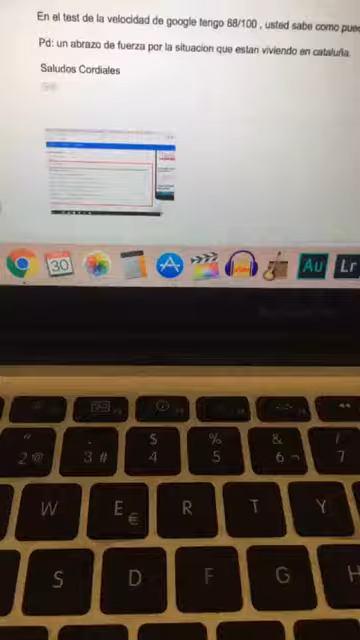 En el test de la velocidad de google tengo 88/100 , usted sabe como
Pd: un abrazo de fuerza por la situacion que estan viviendo en cataluña.
Saludos Cordiales
30
Au
Lr
" $ % & /
2 @ 3 # 4 5 6 ¬ 7
W E € R T Y
S D F G H